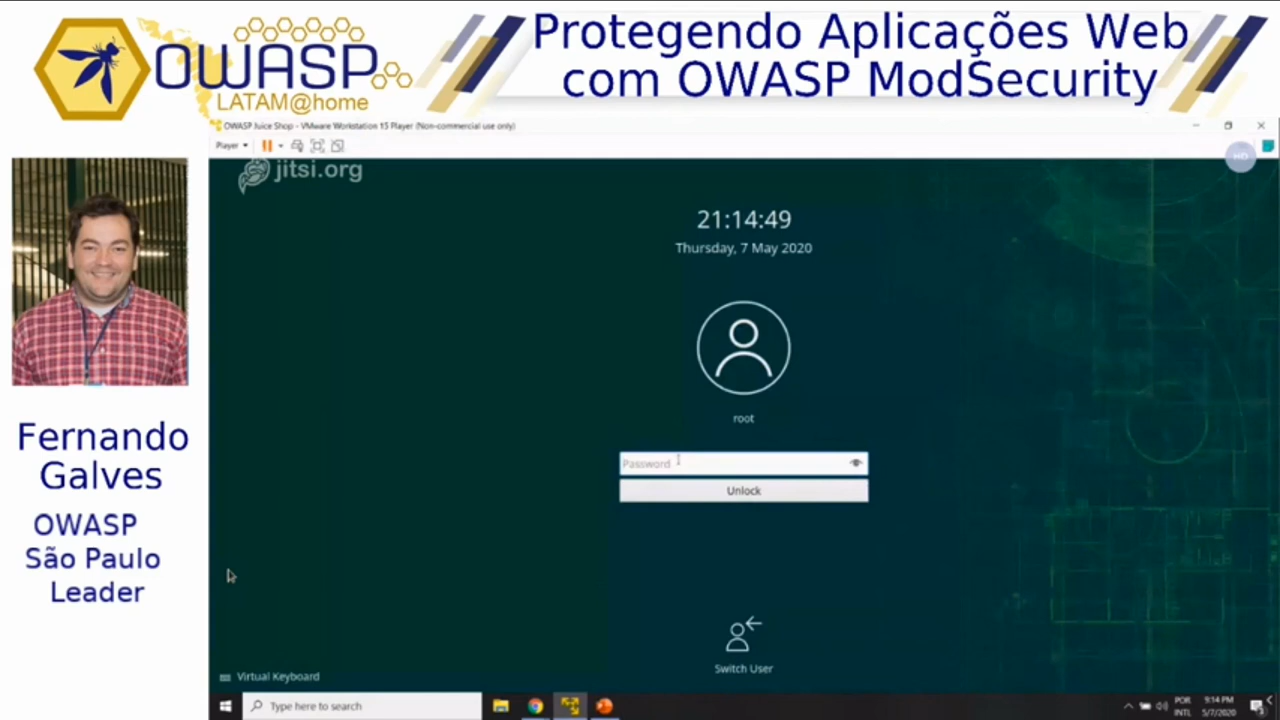 OWASP
LATAM@home
Protegendo Aplicações Web
com OWASP ModSecurity
OWASP Juice Shop - VMware Workstation 15 Player (Non-commercial use only)
Player
jitsi.org
HD
21:14:49
Thursday, 7 May 2020
root
Password
Unlock
Switch User
Virtual Keyboard
Fernando
Galves
OWASP
São Paulo
Leader
Type here to search
POR
INTL
9:14 PM
5/7/2020